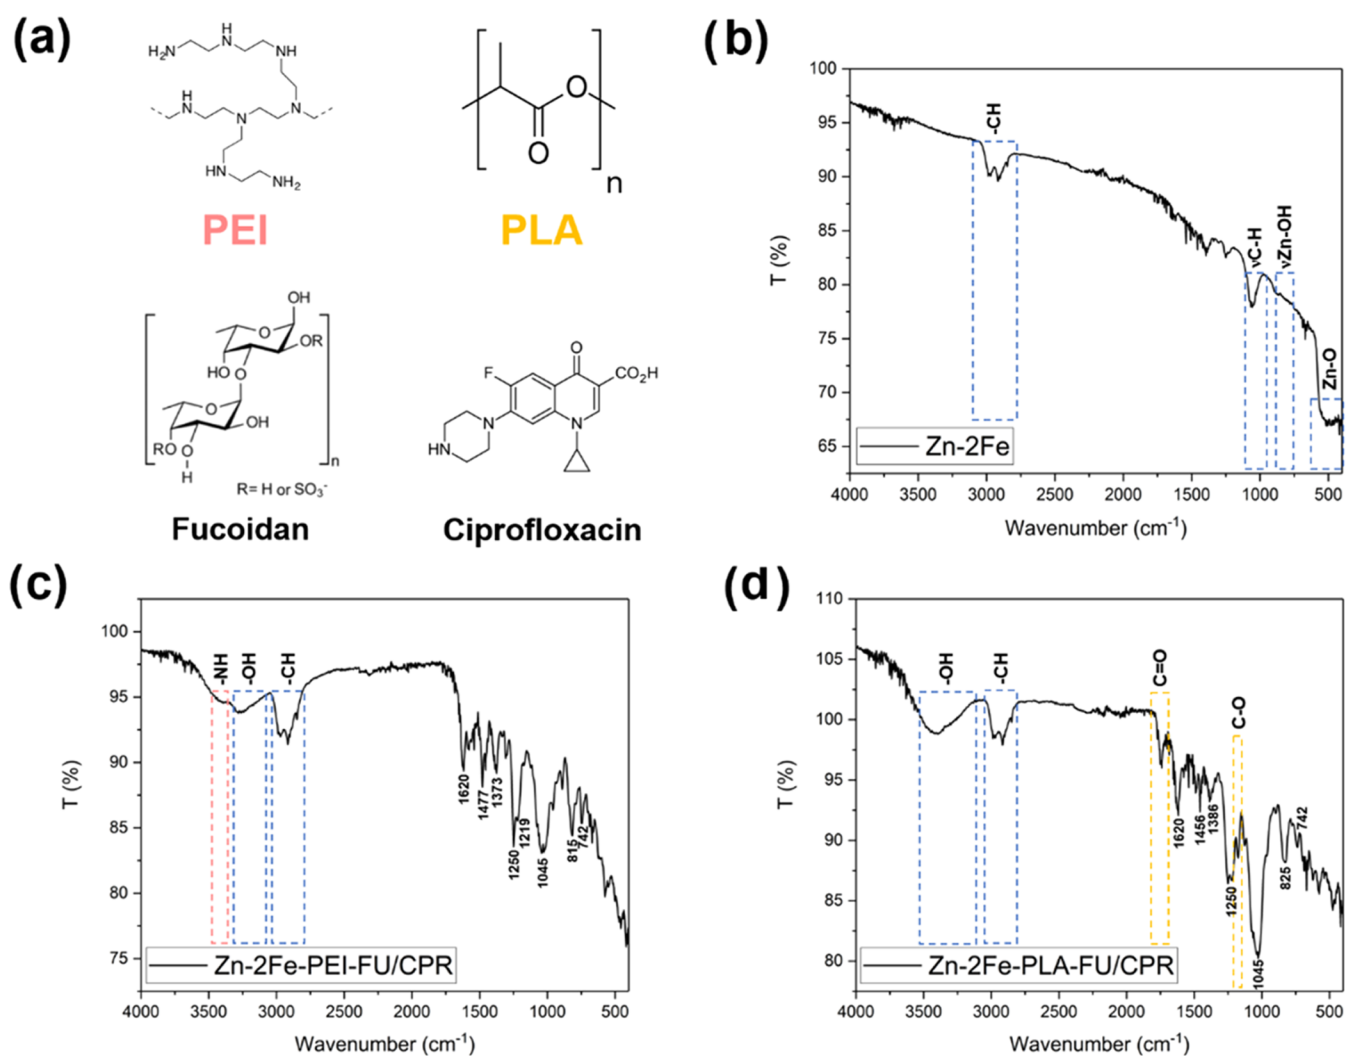 (a)
H
H₂N
N
NH
H
N
N
N
HN
NH₂
PEI
O
O
n
PLA
OH
O
OR
HO
O
O
OH
RO
O
H
n
R= H or SO₃⁻
Fucoidan
O
F
CO₂H
N
N
HN
Ciprofloxacin
(b)
100
95
90
85
80
75
70
65
T (%)
-CH
νC-H
νZn-OH
Zn-O
Zn-2Fe
4000 3500 3000 2500 2000 1500 1000 500
Wavenumber (cm⁻¹)
(c)
100
95
90
85
80
75
T (%)
-NH
-OH
-CH
1620
1477
1373
1250
1219
1045
815
742
Zn-2Fe-PEI-FU/CPR
4000 3500 3000 2500 2000 1500 1000 500
Wavenumber (cm⁻¹)
(d)
110
105
100
95
90
85
80
T (%)
-OH
-CH
C=O
C-O
1620
1456
1386
1250
1045
825
742
Zn-2Fe-PLA-FU/CPR
4000 3500 3000 2500 2000 1500 1000 500
Wavenumber (cm⁻¹)